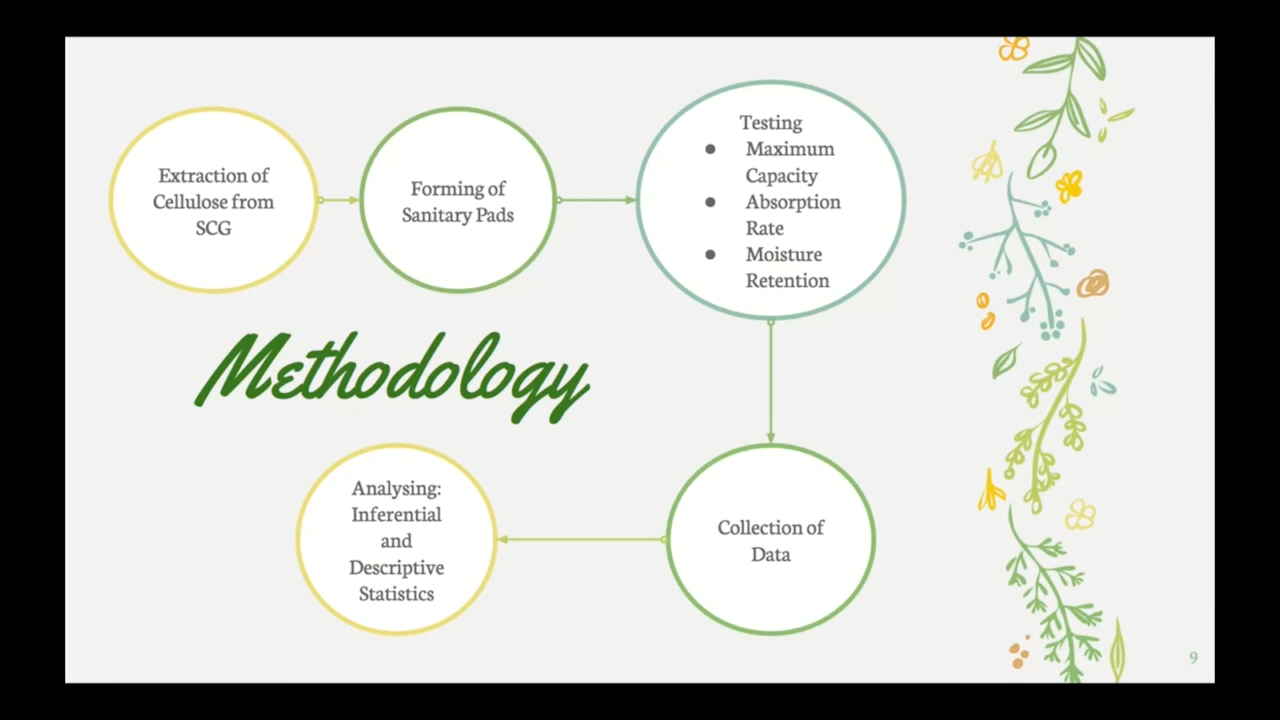 Extraction of
Cellulose from
SCG
Forming of
Sanitary Pads
Testing
● Maximum
Capacity
● Absorption
Rate
● Moisture
Retention
Methodology
Analysing:
Inferential
and
Descriptive
Statistics
Collection of
Data
9